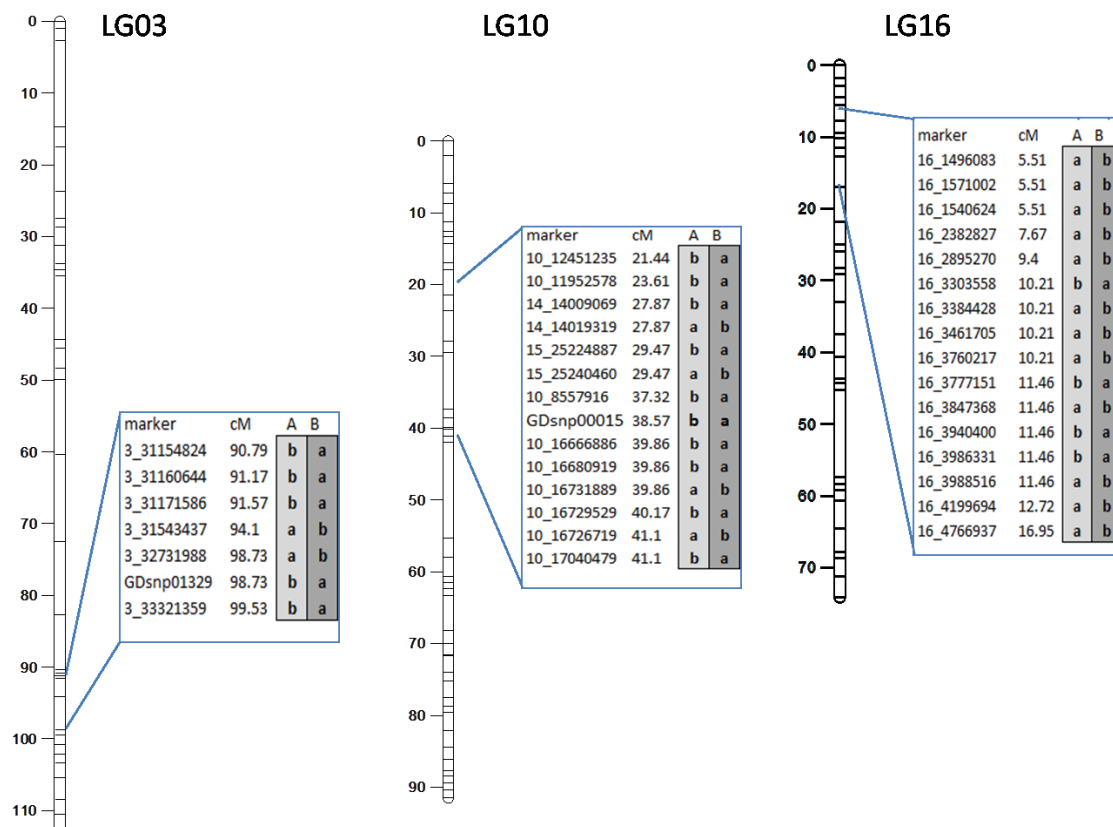 LG03
0
10
20
30
40
50
60
70
80
90
100
110
marker cM A B
3_31154824 90.79 b a
3_31160644 91.17 b a
3_31171586 91.57 b a
3_31543437 94.1 a b
3_32731988 98.73 a b
GDsnp01329 98.73 b a
3_33321359 99.53 b a
LG10
0
10
20
30
40
50
60
70
80
90
marker cM A B
10_12451235 21.44 b a
10_11952578 23.61 b a
14_14009069 27.87 b a
14_14019319 27.87 a b
15_25224887 29.47 b a
15_25240460 29.47 a b
10_8557916 37.32 b a
GDsnp00015 38.57 b a
10_16666886 39.86 b a
10_16680919 39.86 b a
10_16731889 39.86 a b
10_16729529 40.17 b a
10_16726719 41.1 a b
10_17040479 41.1 b a
LG16
0
10
20
30
40
50
60
70
marker cM A B
16_1496083 5.51 a b
16_1571002 5.51 a b
16_1540624 5.51 a b
16_2382827 7.67 a b
16_2895270 9.4 a b
16_3303558 10.21 b a
16_3384428 10.21 a b
16_3461705 10.21 a b
16_3760217 10.21 a b
16_3777151 11.46 b a
16_3847368 11.46 a b
16_3940400 11.46 b a
16_3986331 11.46 b a
16_3988516 11.46 a b
16_4199694 12.72 a b
16_4766937 16.95 a b